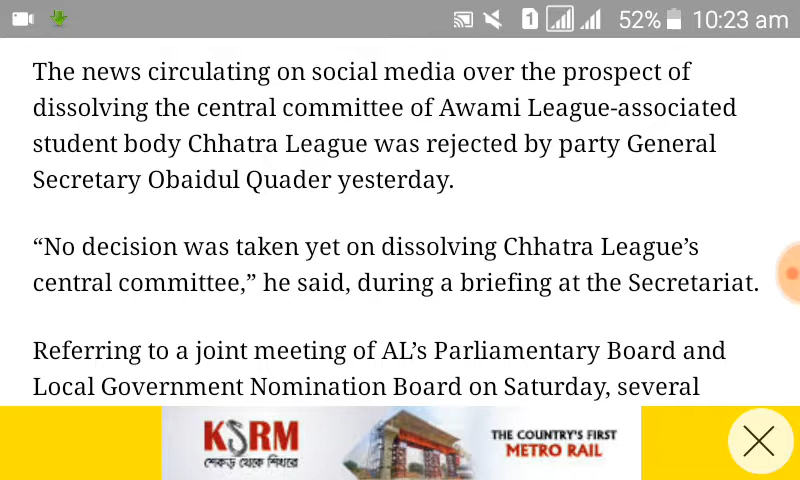 1 52% 10:23 am
The news circulating on social media over the prospect of
dissolving the central committee of Awami League-associated
student body Chhatra League was rejected by party General
Secretary Obaidul Quader yesterday.
“No decision was taken yet on dissolving Chhatra League’s
central committee,” he said, during a briefing at the Secretariat.
Referring to a joint meeting of AL’s Parliamentary Board and
Local Government Nomination Board on Saturday, several
KSRM
শেকড় থেকে শিখরে
THE COUNTRY'S FIRST
METRO RAIL